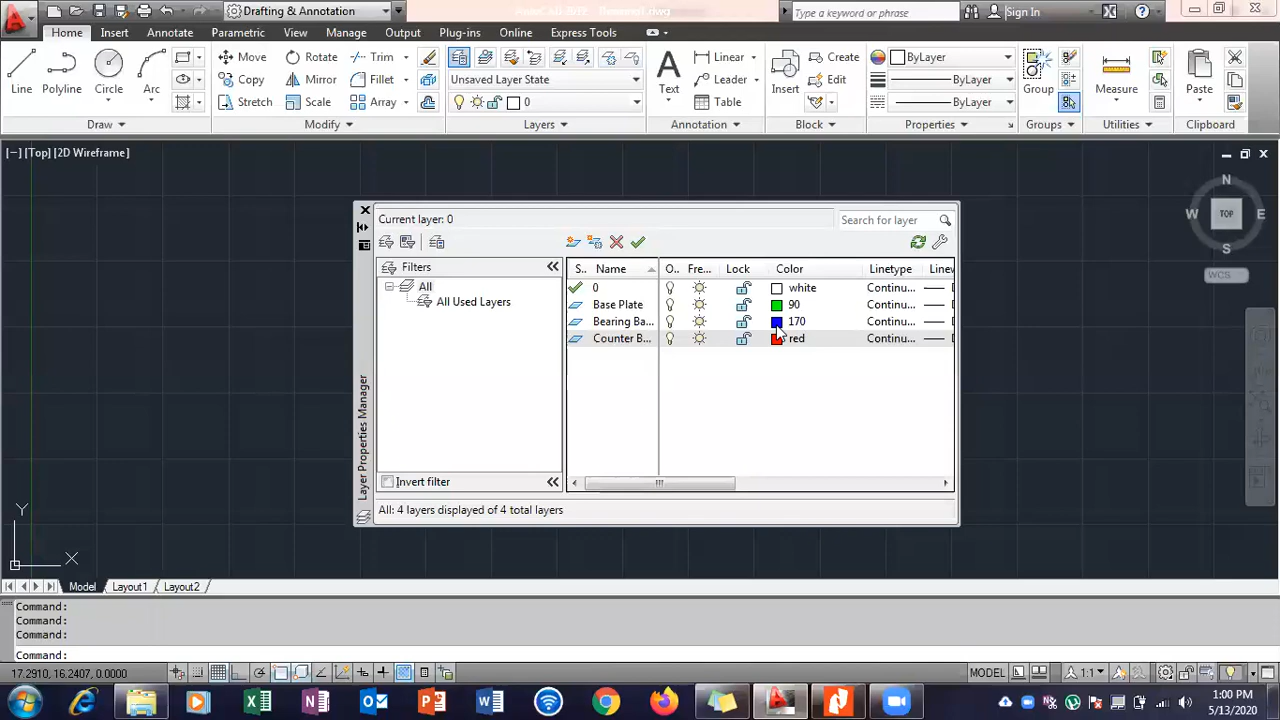 Drafting & Annotation
Type a keyword or phrase
Sign In
Home Insert Annotate Parametric View Manage Output Plug-ins Online Express Tools
Line Polyline Circle Arc
Move Rotate Trim
Copy Mirror Fillet
Stretch Scale Array
Unsaved Layer State
0
Text
Linear
Leader
Table
Insert
Create
Edit
ByLayer
ByLayer
ByLayer
Group
Measure
Paste
Draw Modify Layers Annotation Block Properties Groups Utilities Clipboard
[−] [Top] [2D Wireframe]
N
W TOP E
S
WCS
Current layer: 0
Search for layer
Filters
All
All Used Layers
Invert filter
S.. Name O.. Fre... Lock Color Linetype Linew
0 white Continu...
Base Plate 90 Continu...
Bearing Ba... 170 Continu...
Counter B... red Continu...
Layer Properties Manager
All: 4 layers displayed of 4 total layers
Y
X
Model Layout1 Layout2
Command:
Command:
Command:
Command:
17.2910, 16.2407, 0.0000
MODEL
1:1
1:00 PM
5/13/2020